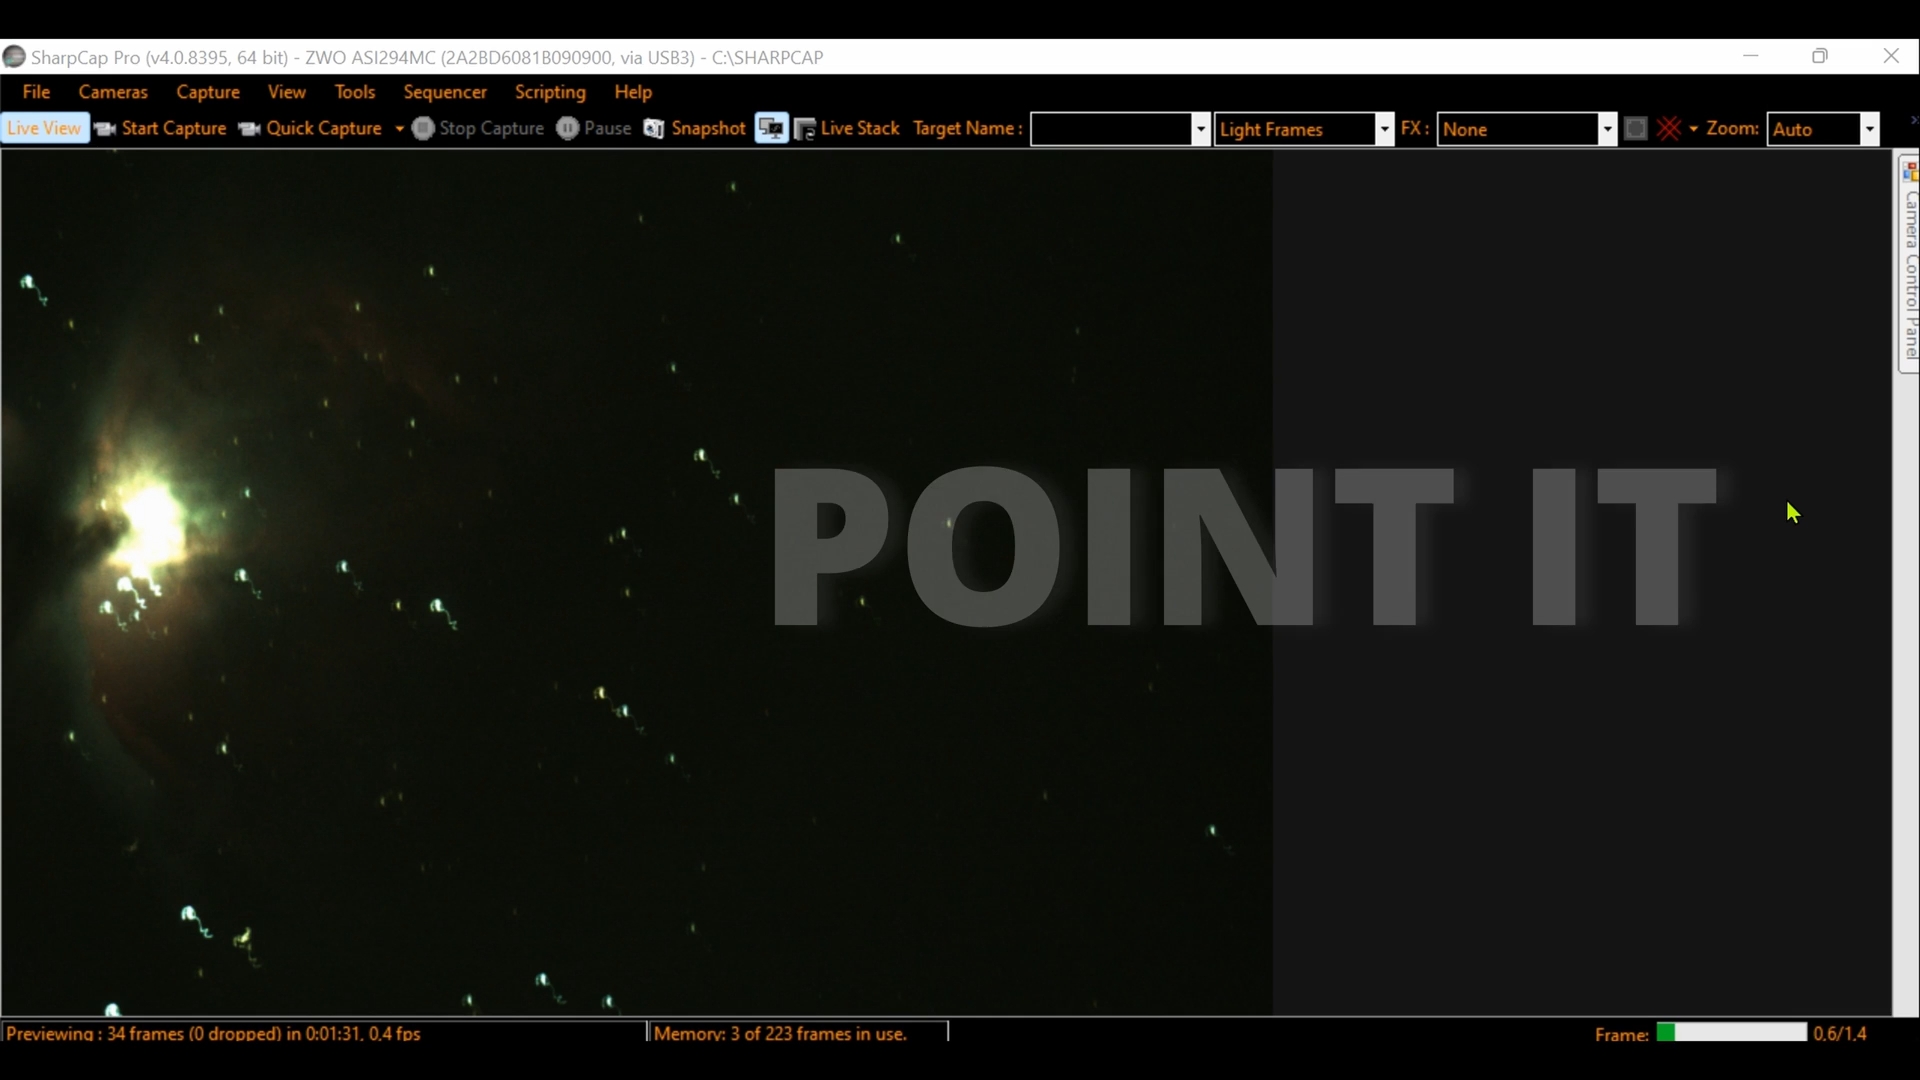 SharpCap Pro (v4.0.8395, 64 bit) - ZWO ASI294MC (2A2BD6081B090900, via USB3) - C:\SHARPCAP
File Cameras Capture View Tools Sequencer Scripting Help
Live View Start Capture Quick Capture Stop Capture Pause Snapshot Live Stack Target Name : Light Frames FX : None Zoom: Auto
Camera Control Panel
POINT IT
Previewing : 34 frames (0 dropped) in 0:01:31, 0.4 fps Memory: 3 of 223 frames in use. Frame: 0.6/1.4